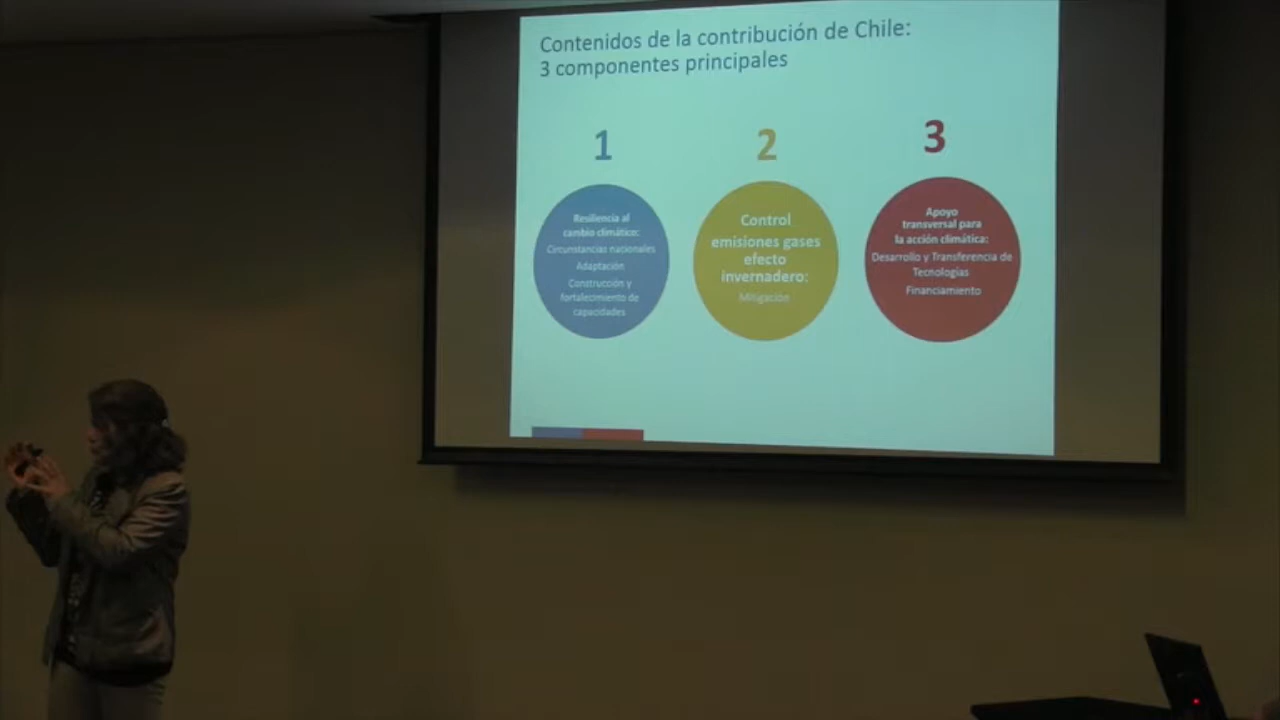 Contenidos de la contribución de Chile:
3 componentes principales
1
Resiliencia al
cambio climático:
Circunstancias nacionales
Adaptación
Construcción y
fortalecimiento de
capacidades
2
Control
emisiones gases
efecto
invernadero:
Mitigación
3
Apoyo
transversal para
la acción climática:
Desarrollo y Transferencia de
Tecnologías
Financiamiento